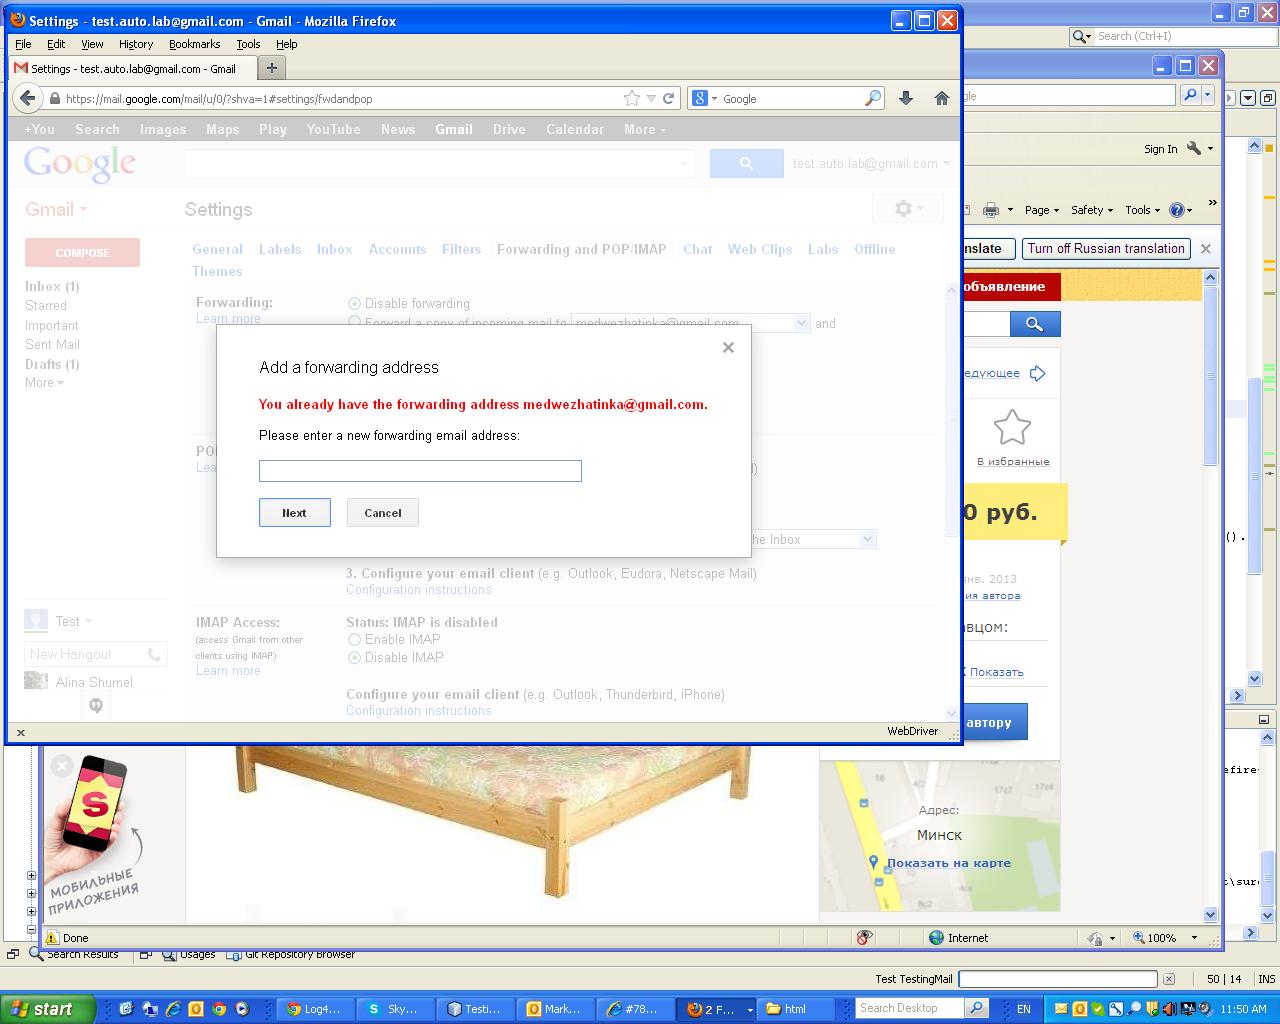 Settings - test.auto.lab@gmail.com - Gmail - Mozilla Firefox
File Edit View History Bookmarks Tools Help
Settings - test.auto.lab@gmail.com - Gmail
https://mail.google.com/mail/u/0/?shva=1#settings/fwdandpop
Google
+You Search Images Maps Play YouTube News Gmail Drive Calendar More
Google
test.auto.lab@gmail.com
Gmail
Settings
COMPOSE
Inbox (1)
Starred
Important
Sent Mail
Drafts (1)
More
General Labels Inbox Accounts Filters Forwarding and POP/IMAP Chat Web Clips Labs Offline
Themes
Forwarding:
Learn more
Disable forwarding
Forward a copy of incoming mail to medwezhatinka@gmail.com and
Add a forwarding address
You already have the forwarding address medwezhatinka@gmail.com.
Please enter a new forwarding email address:
Next Cancel
Inbox
3. Configure your email client (e.g. Outlook, Eudora, Netscape Mail)
Configuration instructions
IMAP Access:
(access Gmail from other
clients using IMAP)
Learn more
Status: IMAP is disabled
Enable IMAP
Disable IMAP
Configure your email client (e.g. Outlook, Thunderbird, iPhone)
Configuration instructions
Test
New Hangout
Alina Shumel
WebDriver
Search (Ctrl+I)
Sign In
Page Safety Tools
Turn off Russian translation
объявление
В избранные
0 руб.
янв. 2013
автора
Показать
автору
Адрес:
Минск
Показать на карте
17с4
8с2
S
МОБИЛЬНЫЕ
ПРИЛОЖЕНИЯ
Done Internet 100%
Search Results Usages Git Repository Browser
Test TestingMail 50 | 14 INS
start Log4... Sky... Testi... Mark... #78... 2 F... html Search Desktop EN 11:50 AM